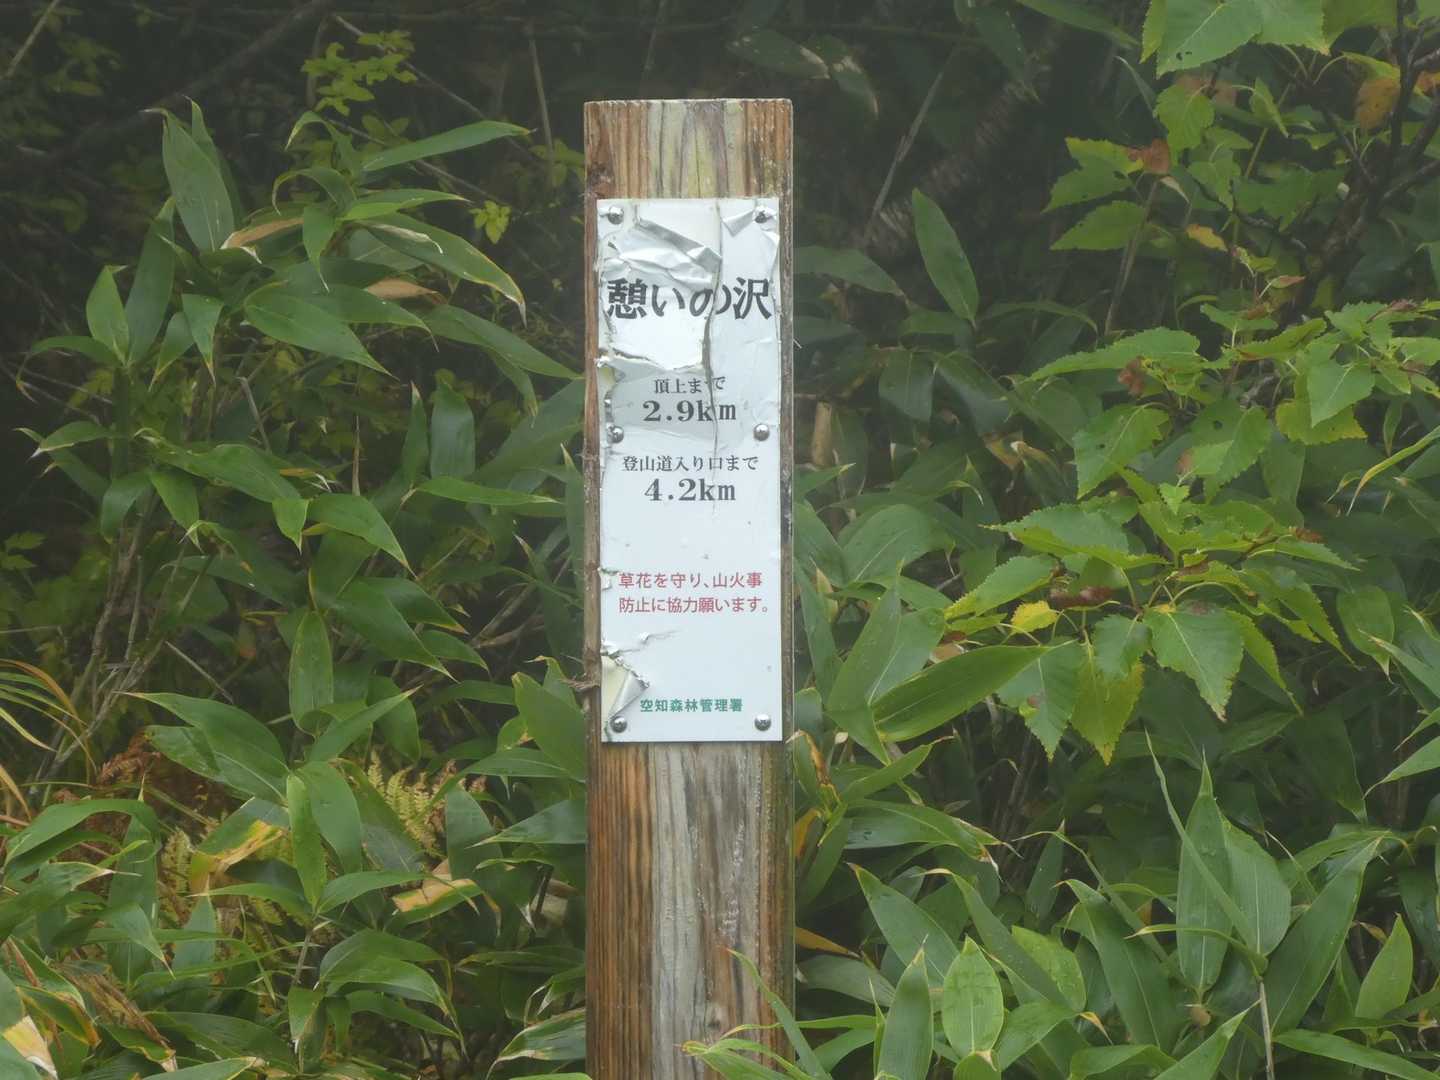 憩いの沢
頂上まで
2.9km
登山道入り口まで
4.2km
草花を守り、山火事
防止に協力願います。
空知森林管理署